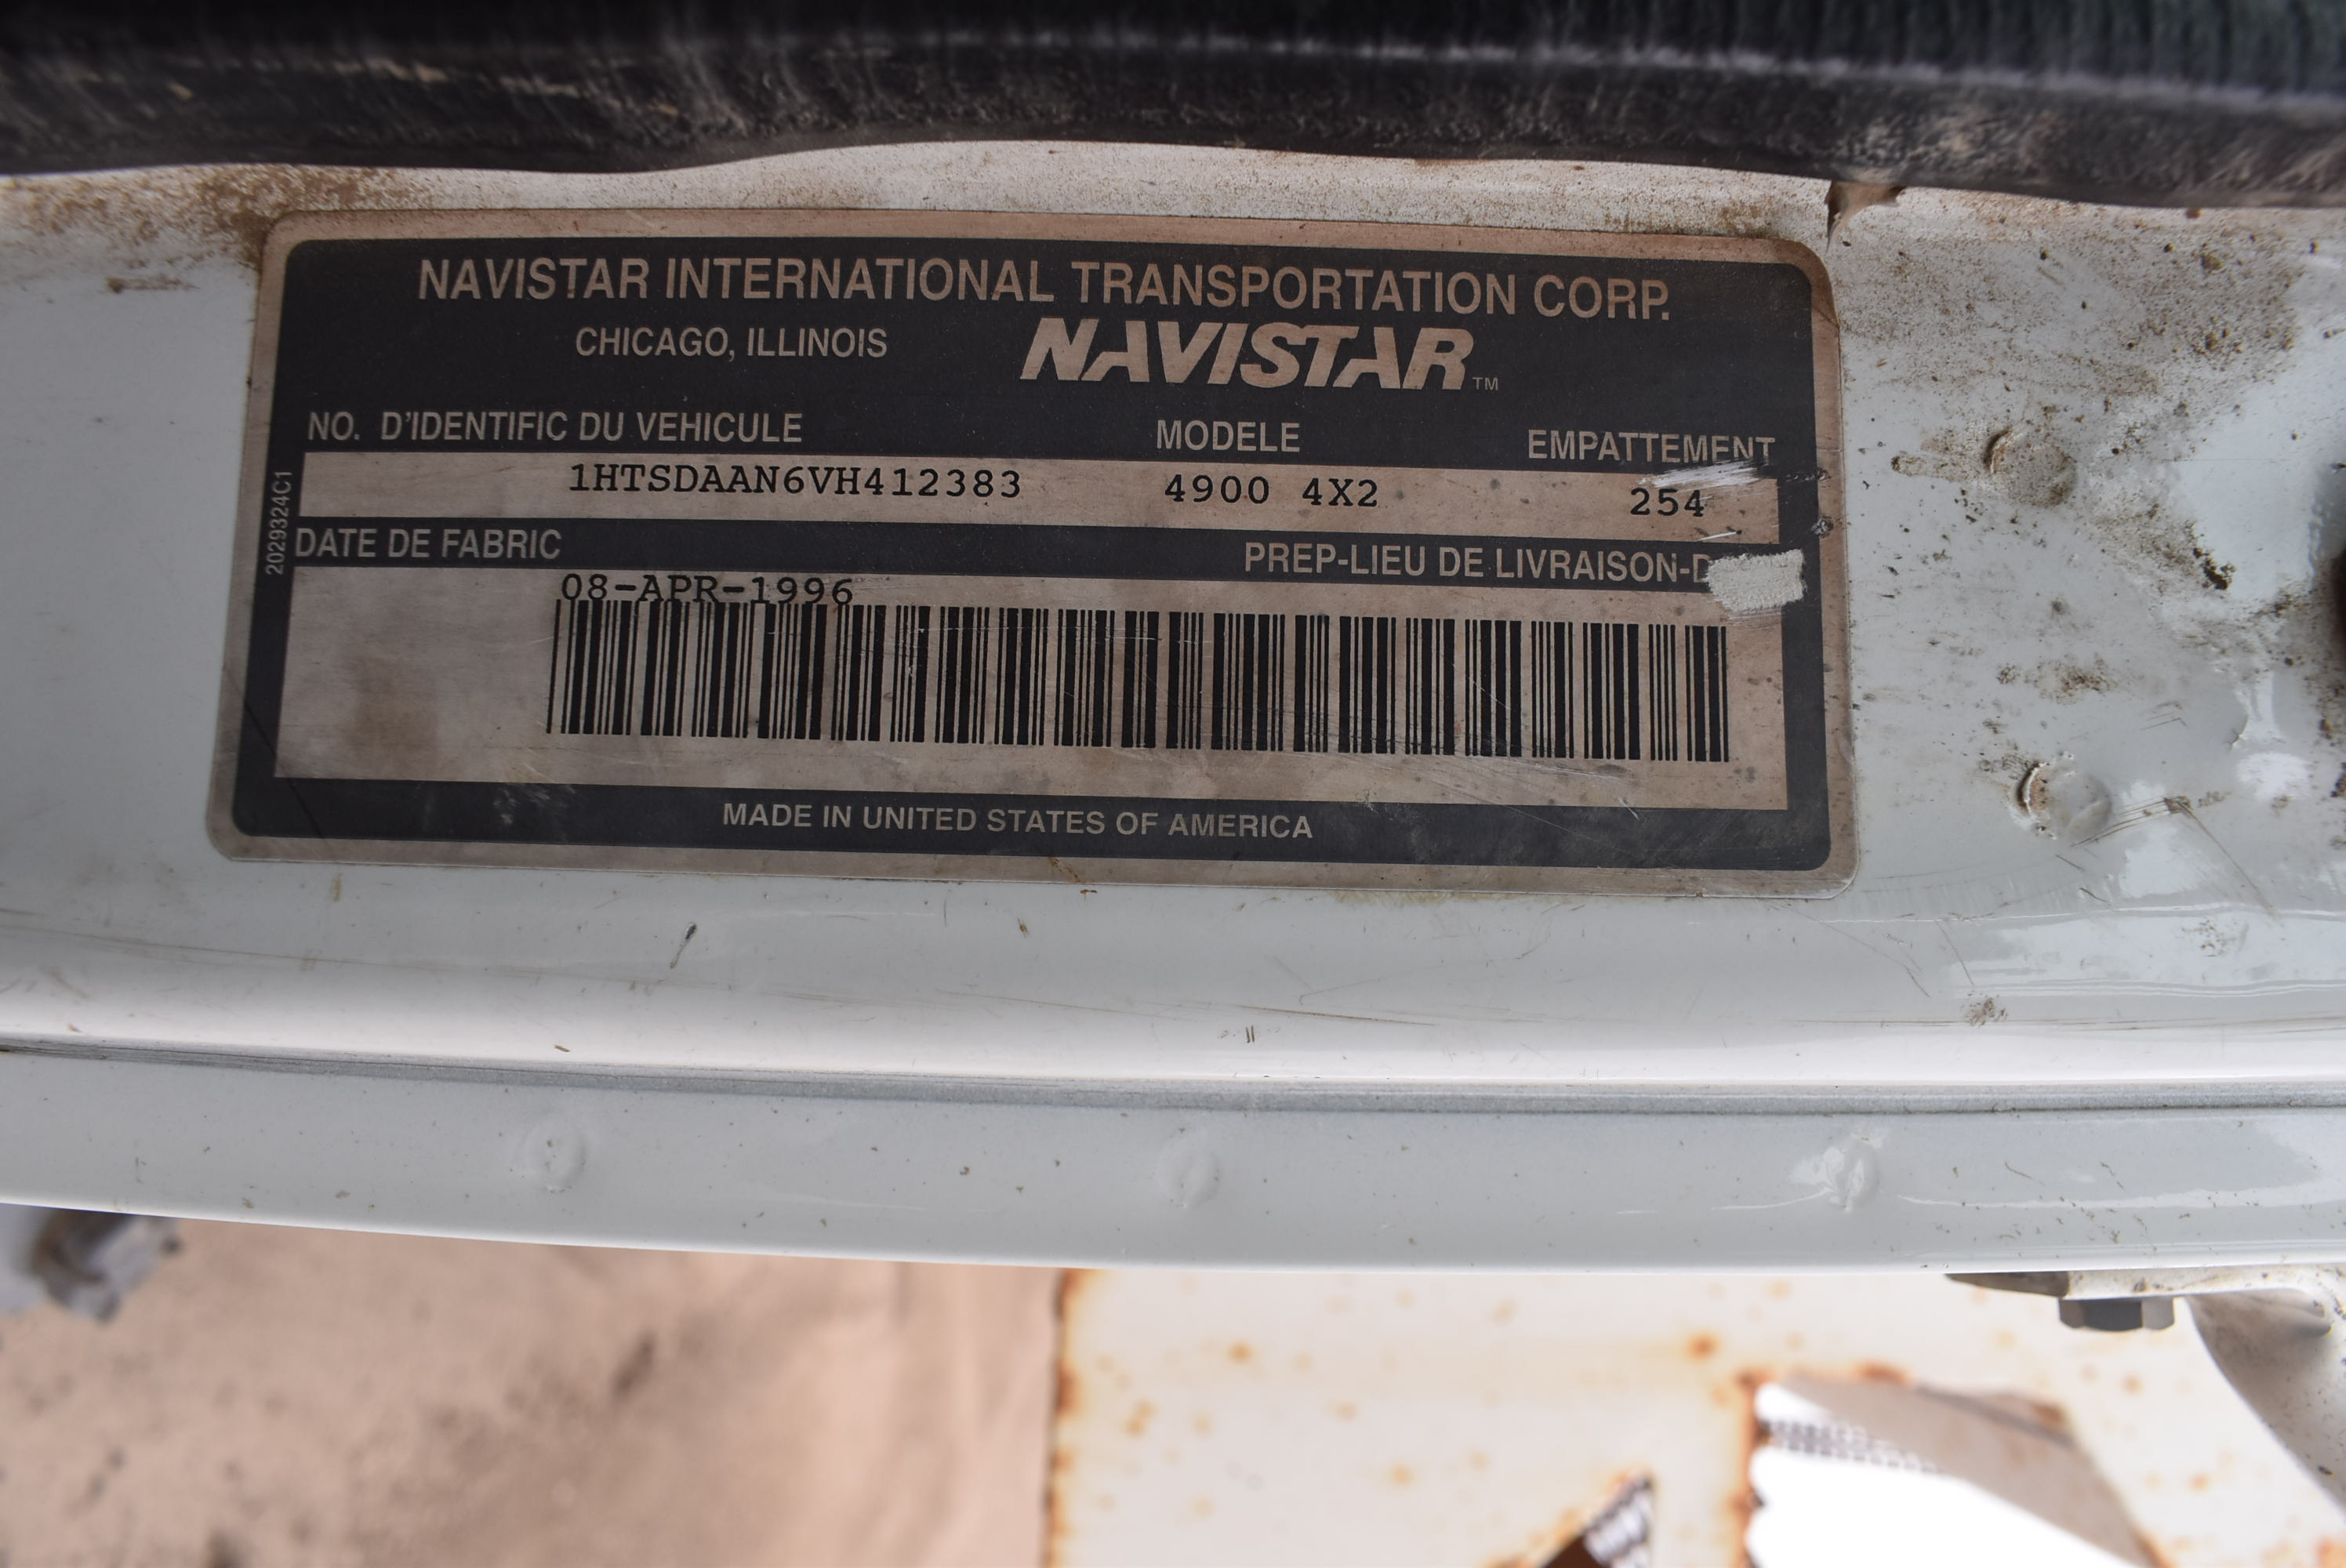 NAVISTAR INTERNATIONAL TRANSPORTATION CORP.
CHICAGO, ILLINOIS NAVISTAR™
NO. D'IDENTIFIC DU VEHICULE MODELE EMPATTEMENT
1HTSDAAN6VH412383 4900 4X2 254
2029324C1
DATE DE FABRIC PREP-LIEU DE LIVRAISON-D
08-APR-1996
MADE IN UNITED STATES OF AMERICA